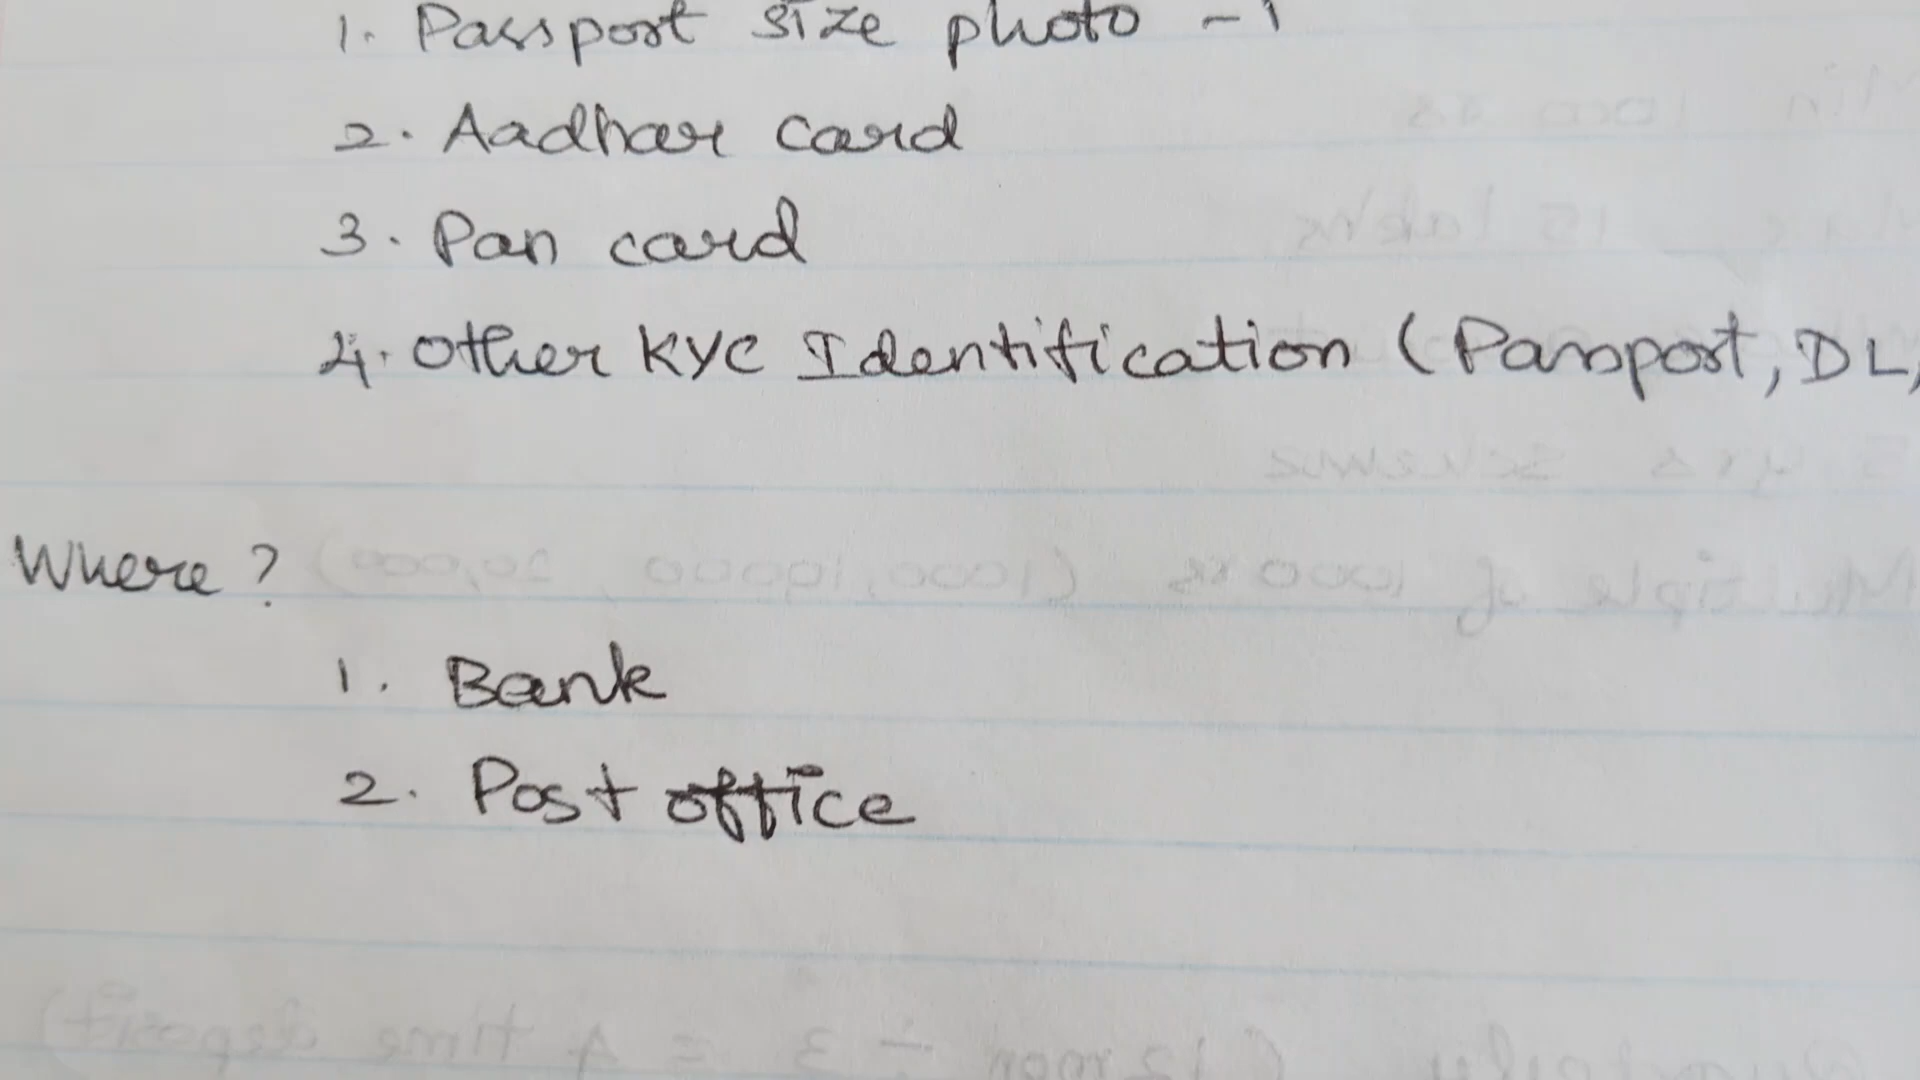 1. Passport size photo - 1
2. Aadhar card
3. Pan card
4. Other KYC Identification (Passport, DL,
Where?
1. Bank
2. Post office